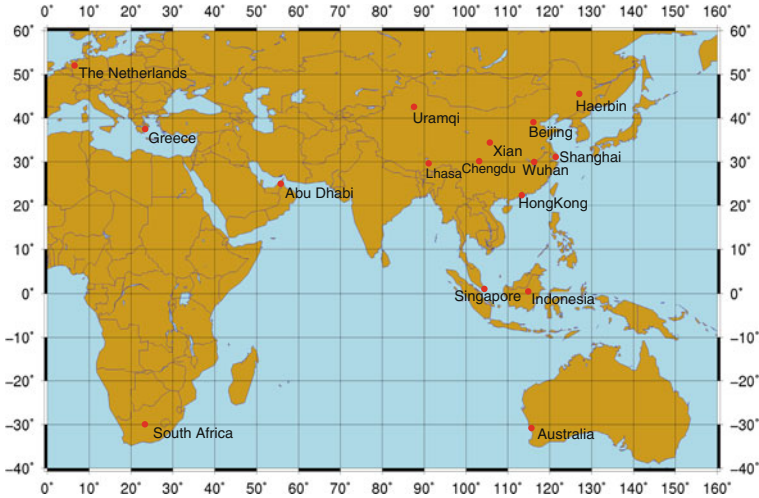 0° 10° 20° 30° 40° 50° 60° 70° 80° 90° 100° 110° 120° 130° 140° 150° 160°
60° 60°
The Netherlands
50° 50°
Haerbin
Uramqi
40° 40°
Beijing
Greece
Xian
Shanghai
30° 30°
Lhasa
Chengdu
Wuhan
Abu Dhabi
HongKong
20° 20°
10° 10°
0° 0°
Singapore
Indonesia
−10° −10°
−20° −20°
−30° −30°
South Africa
Australia
−40° −40°
0° 10° 20° 30° 40° 50° 60° 70° 80° 90° 100° 110° 120° 130° 140° 150° 160°